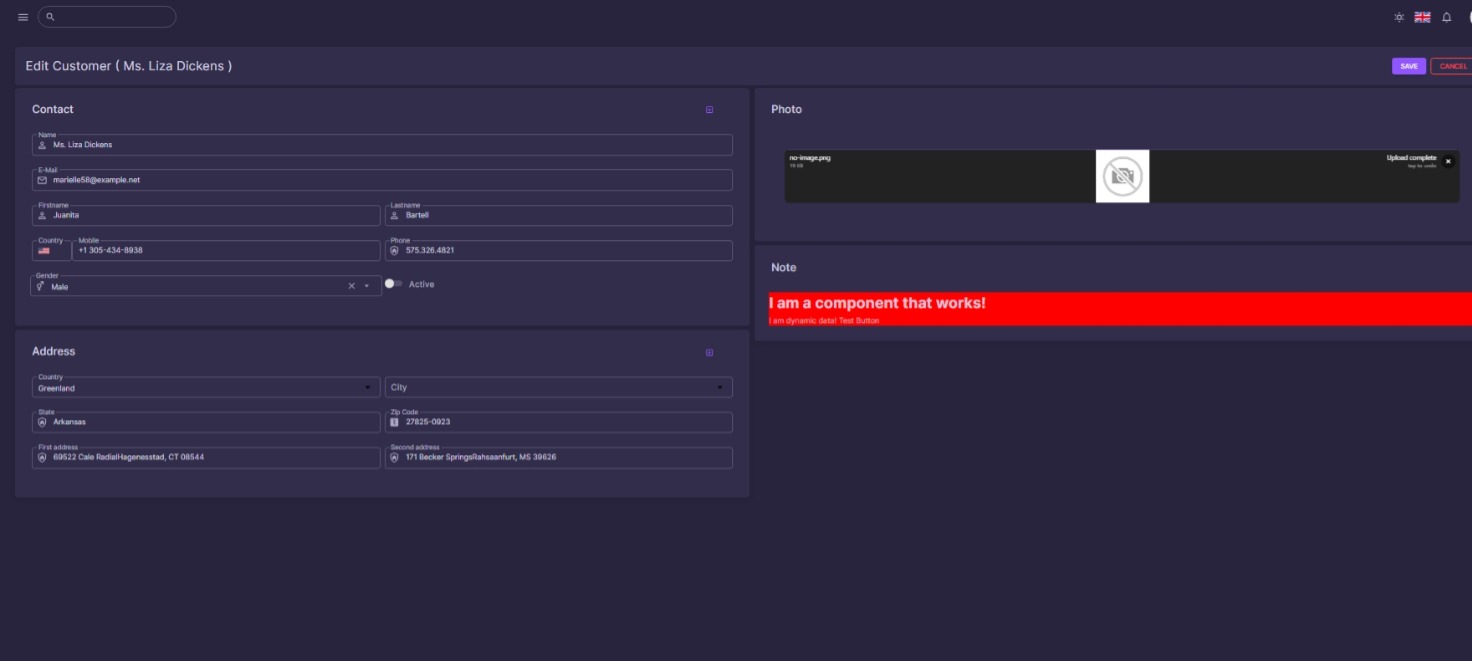 Edit Customer ( Ms. Liza Dickens )
SAVE
CANCEL
Contact
Name
Ms. Liza Dickens
E-Mail
marielle58@example.net
Firstname
Juanita
Lastname
Bartell
Country
Mobile
+1 305-434-8938
Phone
575.326.4821
Gender
Male
Active
Address
Country
Greenland
City
State
Arkansas
Zip Code
27825-0923
First address
69522 Cale RadialHagenesstad, CT 08544
Second address
171 Becker SpringsRahsaanfurt, MS 39626
Photo
no-image.png
Upload complete
tap to undo
Note
I am a component that works!
I am dynamic data! Test Button